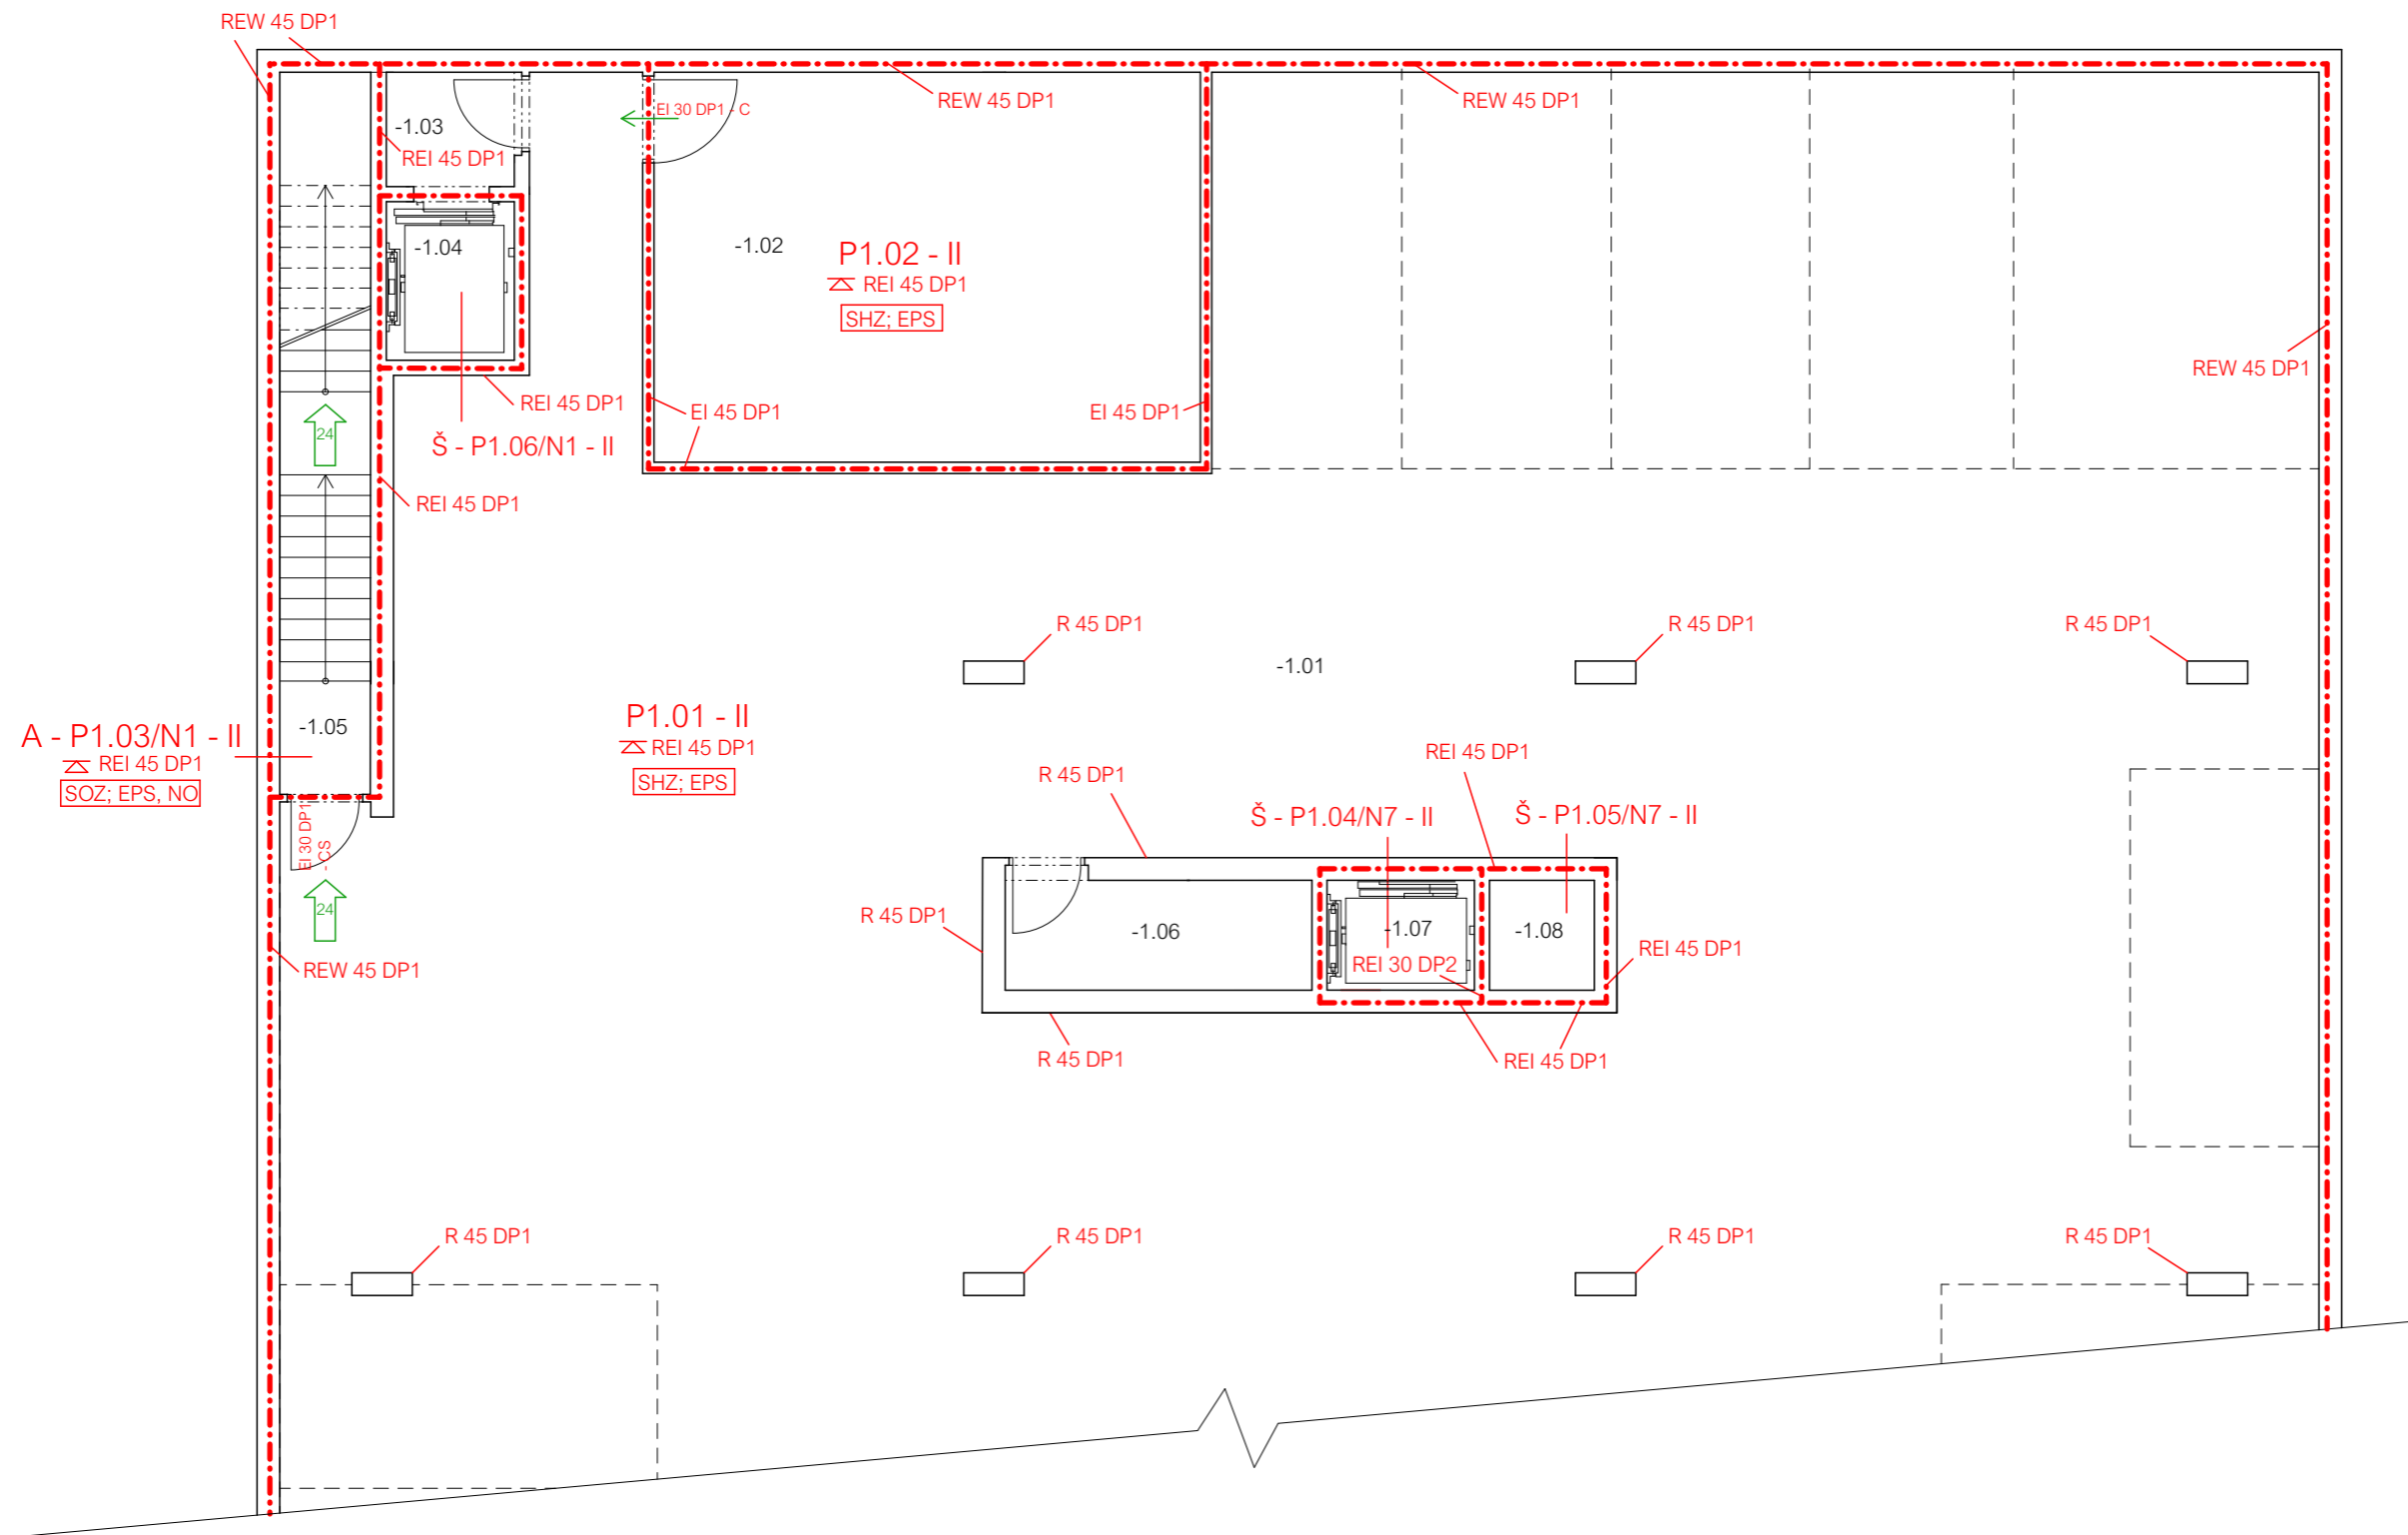 REW 45 DP1
REW 45 DP1
REW 45 DP1
EI 30 DP1 - C
-1.03
REI 45 DP1
-1.04
-1.02
P1.02 - II
REI 45 DP1
SHZ; EPS
REW 45 DP1
REI 45 DP1
EI 45 DP1
EI 45 DP1
24
Š - P1.06/N1 - II
REI 45 DP1
R 45 DP1
R 45 DP1
R 45 DP1
-1.01
P1.01 - II
REI 45 DP1
SHZ; EPS
-1.05
A - P1.03/N1 - II
REI 45 DP1
SOZ; EPS, NO
EI 30 DP1
- CS
24
REW 45 DP1
REI 45 DP1
R 45 DP1
Š - P1.04/N7 - II
Š - P1.05/N7 - II
R 45 DP1
-1.06
-1.07
-1.08
REI 30 DP2
REI 45 DP1
R 45 DP1
REI 45 DP1
R 45 DP1
R 45 DP1
R 45 DP1
R 45 DP1